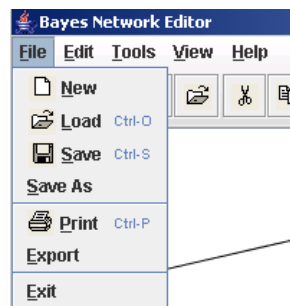 Bayes Network Editor
File Edit Tools View Help
New
Load Ctrl-O
Save Ctrl-S
Save As
Print Ctrl-P
Export
Exit